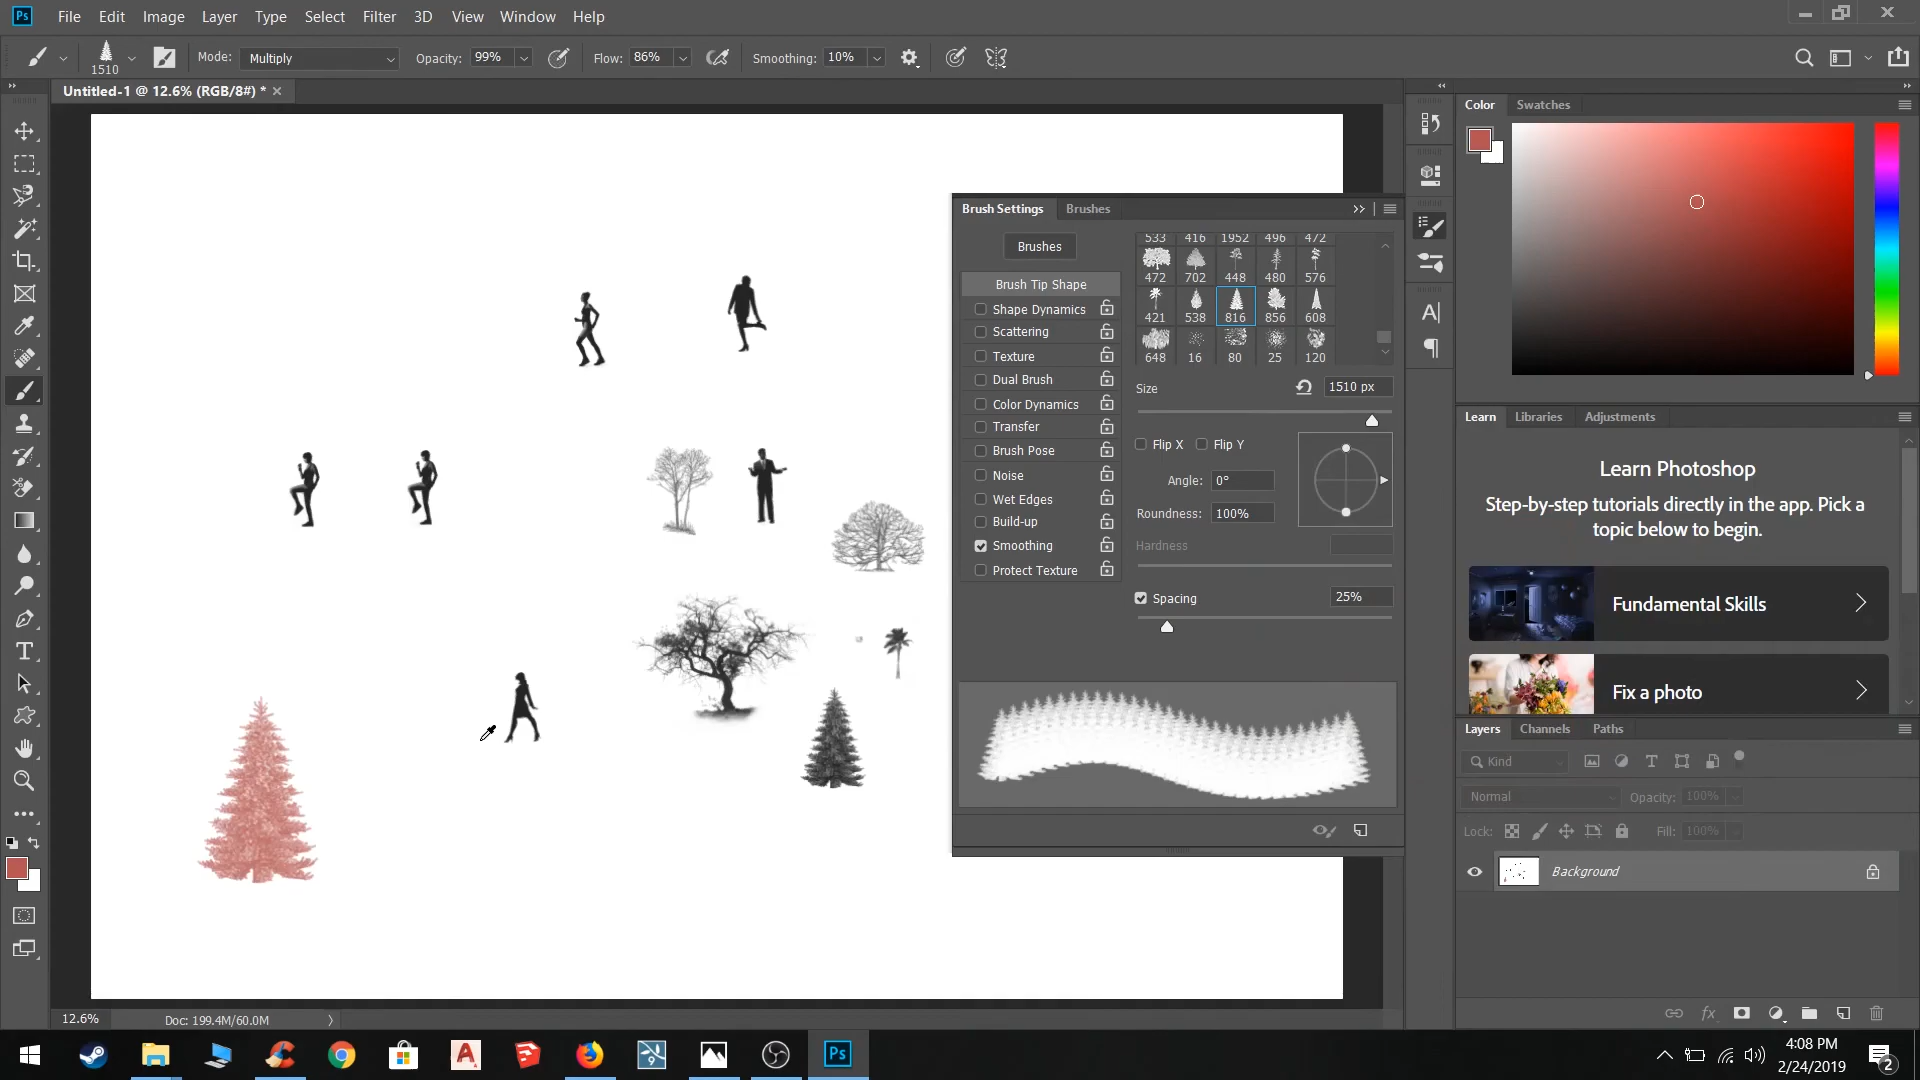 Ps File Edit Image Layer Type Select Filter 3D View Window Help
1510 Mode: Multiply Opacity: 99% Flow: 86% Smoothing: 10%
Untitled-1 @ 12.6% (RGB/8#) *
Color Swatches
Brush Settings Brushes
Brushes
533 416 1952 496 472
472 702 448 480 576
421 538 816 856 608
648 16 80 25 120
Brush Tip Shape
Shape Dynamics
Scattering
Texture
Dual Brush
Color Dynamics
Transfer
Brush Pose
Noise
Wet Edges
Build-up
Smoothing
Protect Texture
Size 1510 px
Flip X Flip Y
Angle: 0°
Roundness: 100%
Hardness
Spacing 25%
Learn Libraries Adjustments
Learn Photoshop
Step-by-step tutorials directly in the app. Pick a
topic below to begin.
Fundamental Skills
Fix a photo
Layers Channels Paths
Kind
Normal Opacity: 100%
Lock: Fill: 100%
Background
12.6% Doc: 199.4M/60.0M
4:08 PM
2/24/2019
2